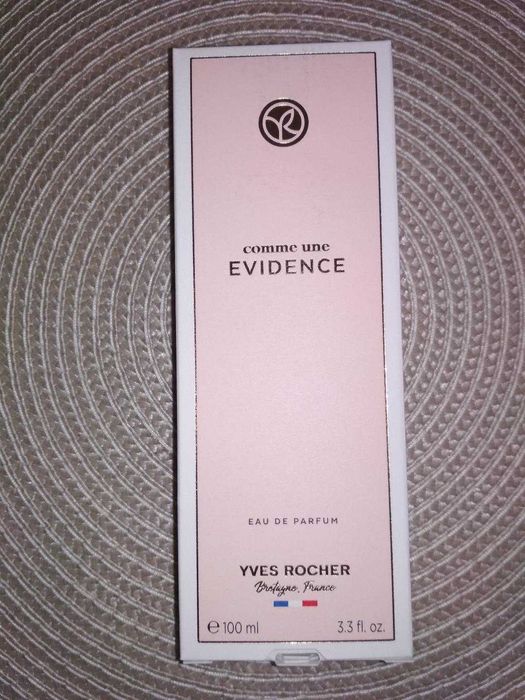 comme une
EVIDENCE
EAU DE PARFUM
YVES ROCHER
Bretagne, France
℮ 100 ml 3.3 fl. oz.